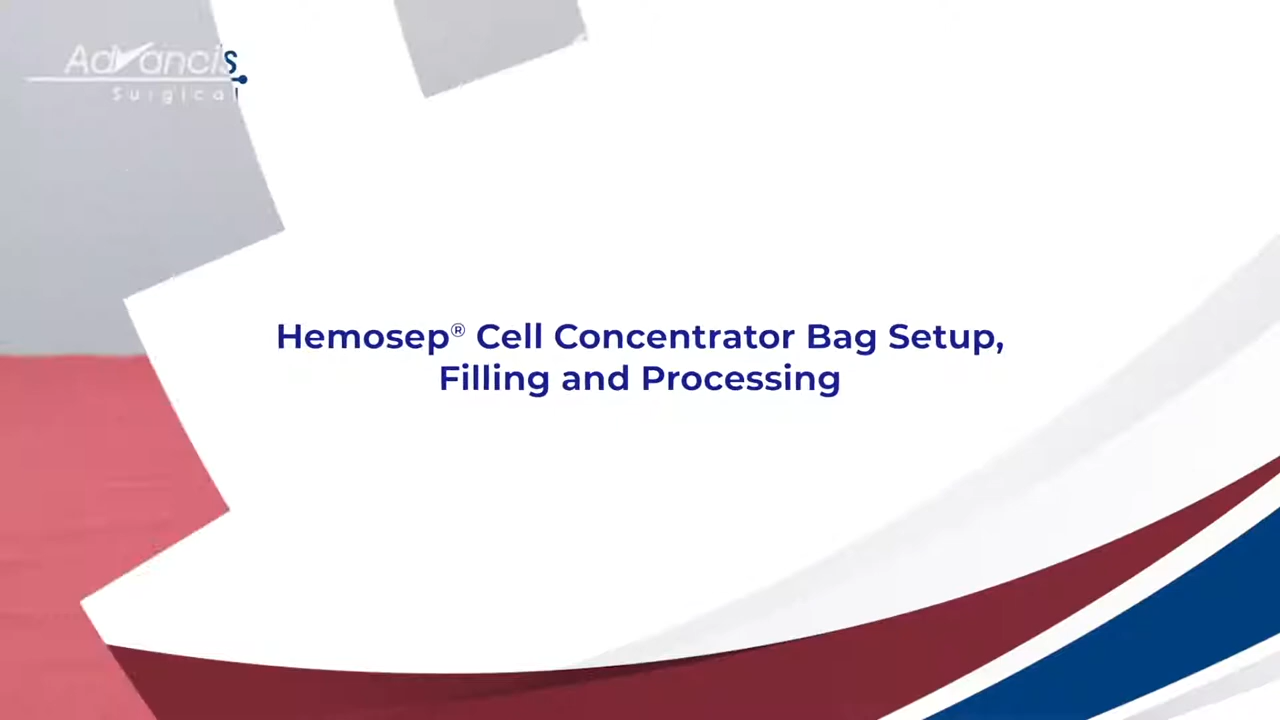 Advancis
Surgical
Hemosep® Cell Concentrator Bag Setup,
Filling and Processing